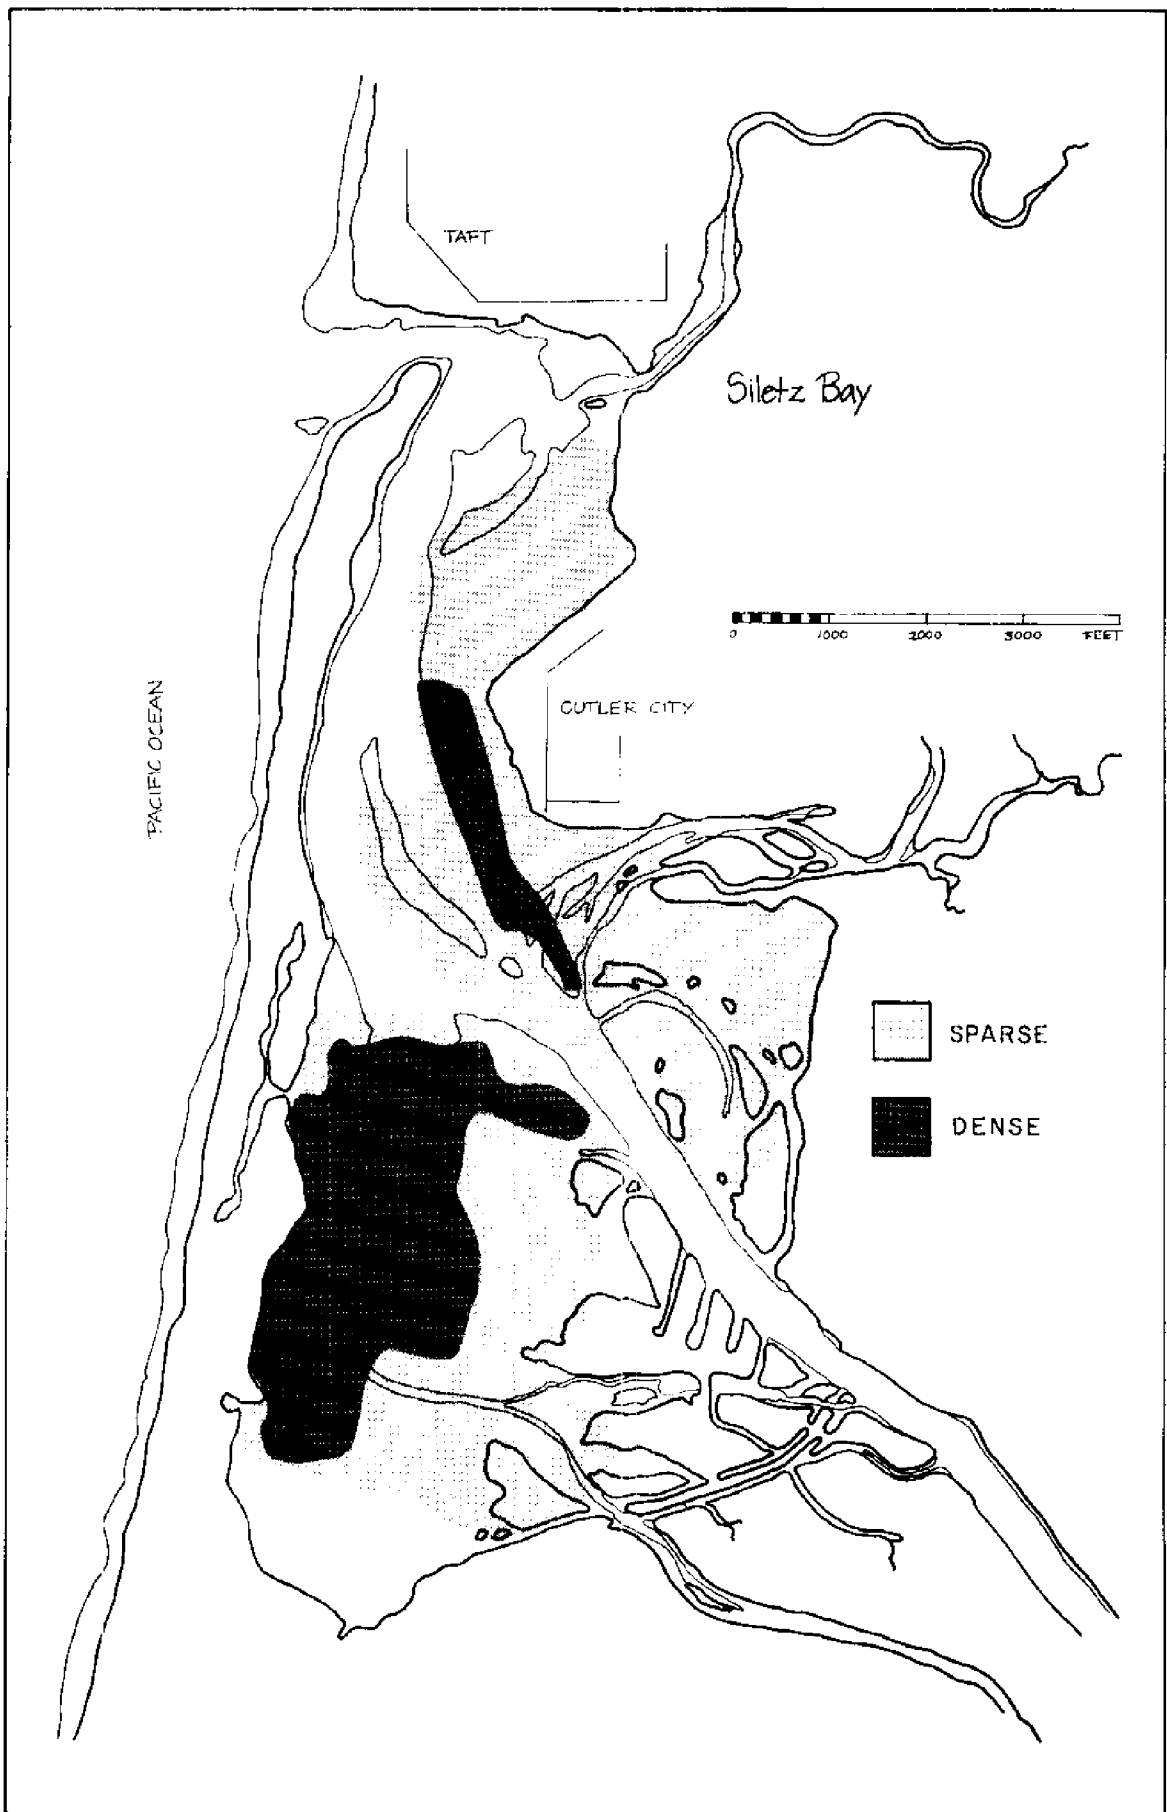 TAFT
Siletz Bay
0 1000 2000 3000 FEET
CUTLER CITY
PACIFIC OCEAN
SPARSE
DENSE